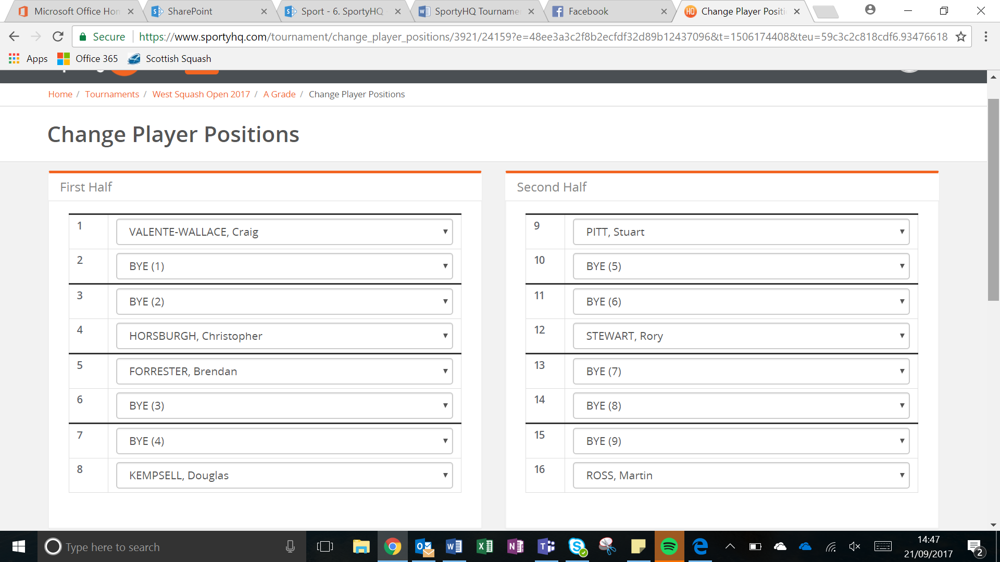 Microsoft Office Hon
SharePoint
Sport - 6. SportyHQ
SportyHQ Tourname
Facebook
Change Player Positi
Secure
https://www.sportyhq.com/tournament/change_player_positions/3921/24159?e=48ee3a3c2f8b2ecfdf32d89b12437096&t=1506174408&teu=59c3c2c818cdf6.93476618
Apps
Office 365
Scottish Squash
Home / Tournaments / West Squash Open 2017 / A Grade / Change Player Positions
Change Player Positions
First Half
1 VALENTE-WALLACE, Craig
2 BYE (1)
3 BYE (2)
4 HORSBURGH, Christopher
5 FORRESTER, Brendan
6 BYE (3)
7 BYE (4)
8 KEMPSELL, Douglas
Second Half
9 PITT, Stuart
10 BYE (5)
11 BYE (6)
12 STEWART, Rory
13 BYE (7)
14 BYE (8)
15 BYE (9)
16 ROSS, Martin
Type here to search
14:47
21/09/2017
2